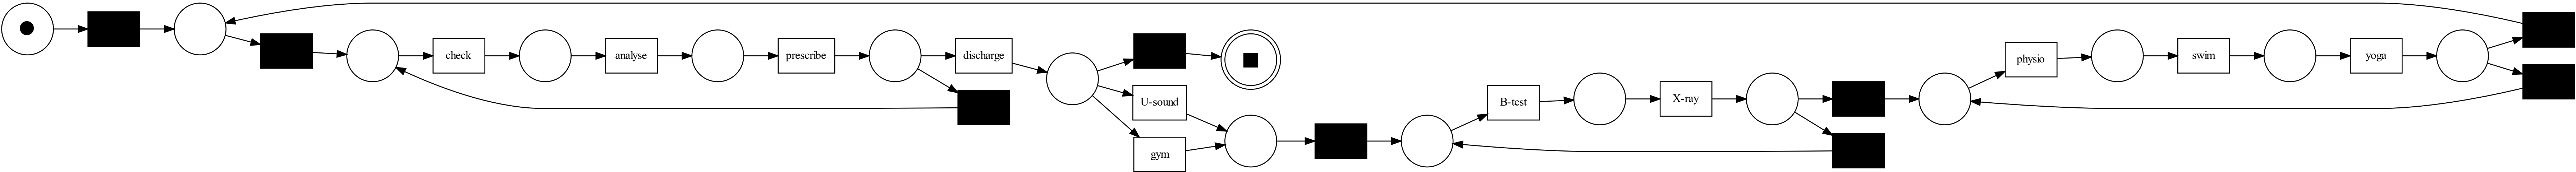 check
analyse
prescribe
discharge
U-sound
gym
B-test
X-ray
physio
swim
yoga